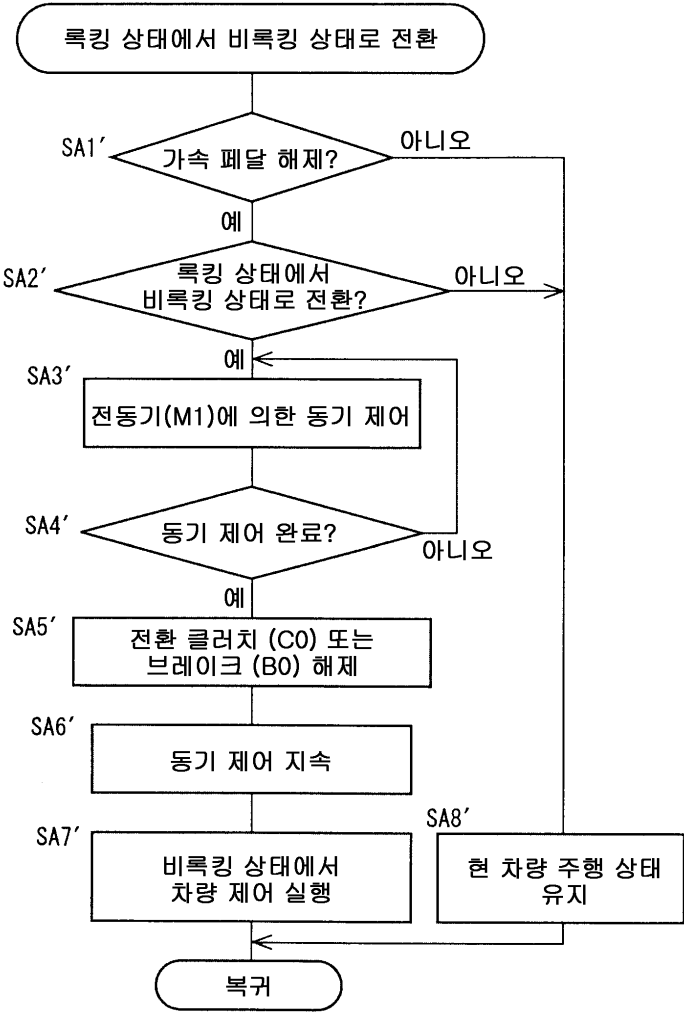 록킹 상태에서 비록킹 상태로 전환
SA1′
가속 페달 해제?
아니오
예
SA2′
록킹 상태에서
비록킹 상태로 전환?
아니오
예
SA3′
전동기(M1)에 의한 동기 제어
SA4′
동기 제어 완료?
아니오
예
SA5′
전환 클러치 (C0) 또는
브레이크 (B0) 해제
SA6′
동기 제어 지속
SA7′
비록킹 상태에서
차량 제어 실행
SA8′
현 차량 주행 상태
유지
복귀